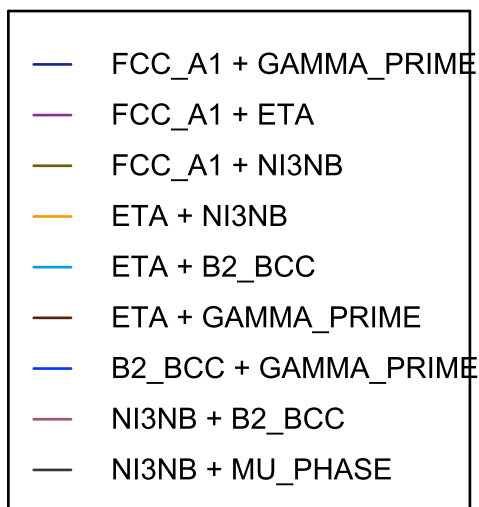 FCC_A1 + GAMMA_PRIME
FCC_A1 + ETA
FCC_A1 + NI3NB
ETA + NI3NB
ETA + B2_BCC
ETA + GAMMA_PRIME
B2_BCC + GAMMA_PRIME
NI3NB + B2_BCC
NI3NB + MU_PHASE